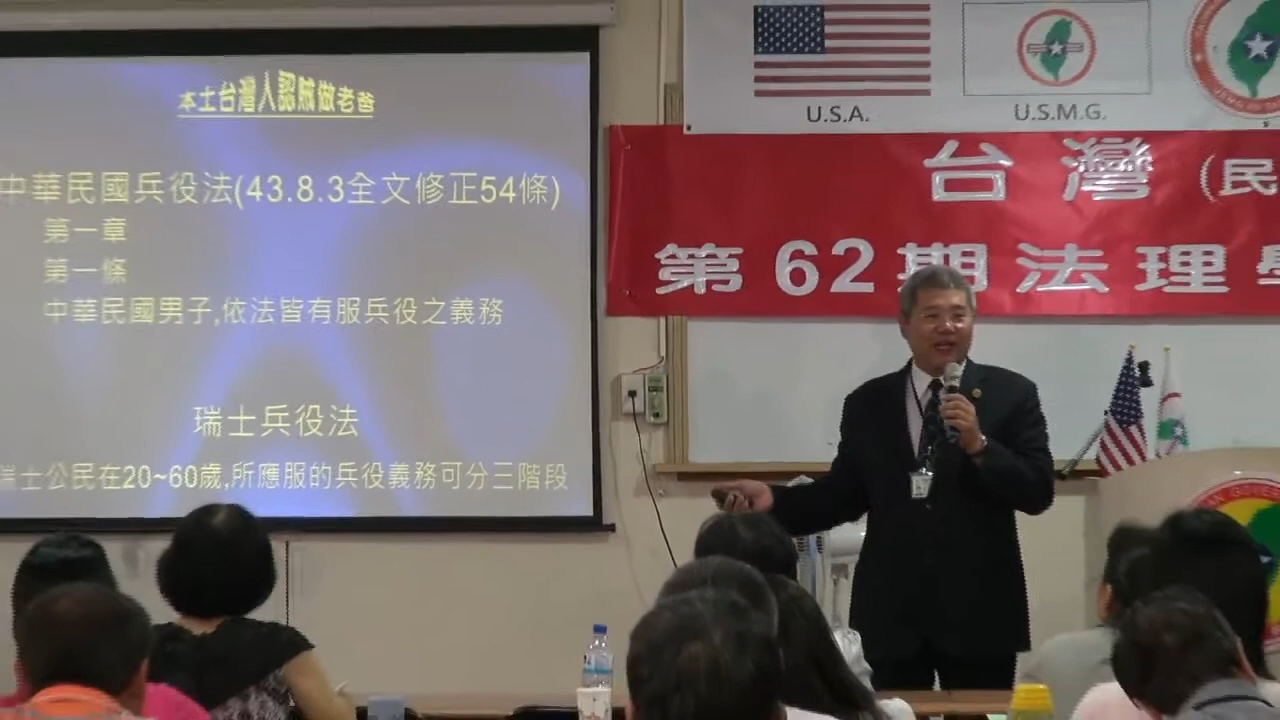 本土台灣人認賊做老爸
中華民國兵役法(43.8.3全文修正54條)
第一章
第一條
中華民國男子,依法皆有服兵役之義務
瑞士兵役法
瑞士公民在20~60歲,所應服的兵役義務可分三階段
U.S.A.
U.S.M.G.
台灣(民
第62期法理學